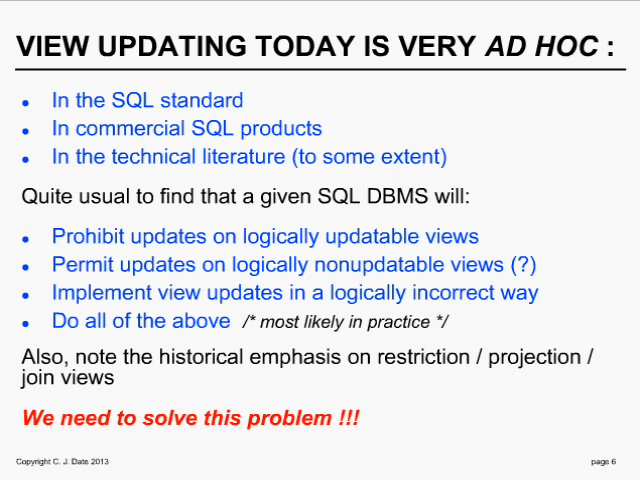 VIEW UPDATING TODAY IS VERY AD HOC :
• In the SQL standard
• In commercial SQL products
• In the technical literature (to some extent)
Quite usual to find that a given SQL DBMS will:
• Prohibit updates on logically updatable views
• Permit updates on logically nonupdatable views (?)
• Implement view updates in a logically incorrect way
• Do all of the above /* most likely in practice */
Also, note the historical emphasis on restriction / projection /
join views
We need to solve this problem !!!
Copyright C. J. Date 2013
page 6